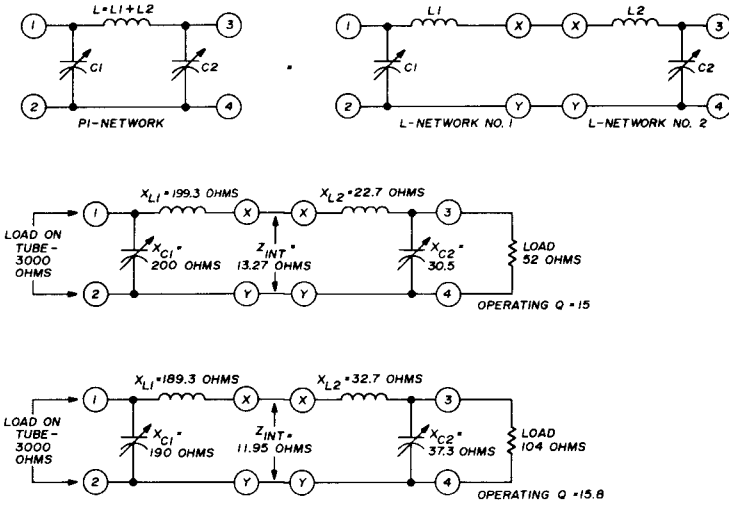 L=L1+L2
1
3
C1
C2
2
4
PI-NETWORK
=
L1
L2
1
X
X
3
C1
C2
2
Y
Y
4
L-NETWORK NO. 1
L-NETWORK NO. 2
XL1=199.3 OHMS
XL2=22.7 OHMS
1
X
X
3
LOAD ON
TUBE-
3000
OHMS
XC1=
200 OHMS
ZINT=
13.27 OHMS
XC2=
30.5
LOAD
52 OHMS
2
Y
Y
4
OPERATING Q =15
XL1=189.3 OHMS
XL2=32.7 OHMS
1
X
X
3
LOAD ON
TUBE-
3000
OHMS
XC1=
190 OHMS
ZINT=
11.95 OHMS
XC2=
37.3 OHMS
LOAD
104 OHMS
2
Y
Y
4
OPERATING Q =15.8